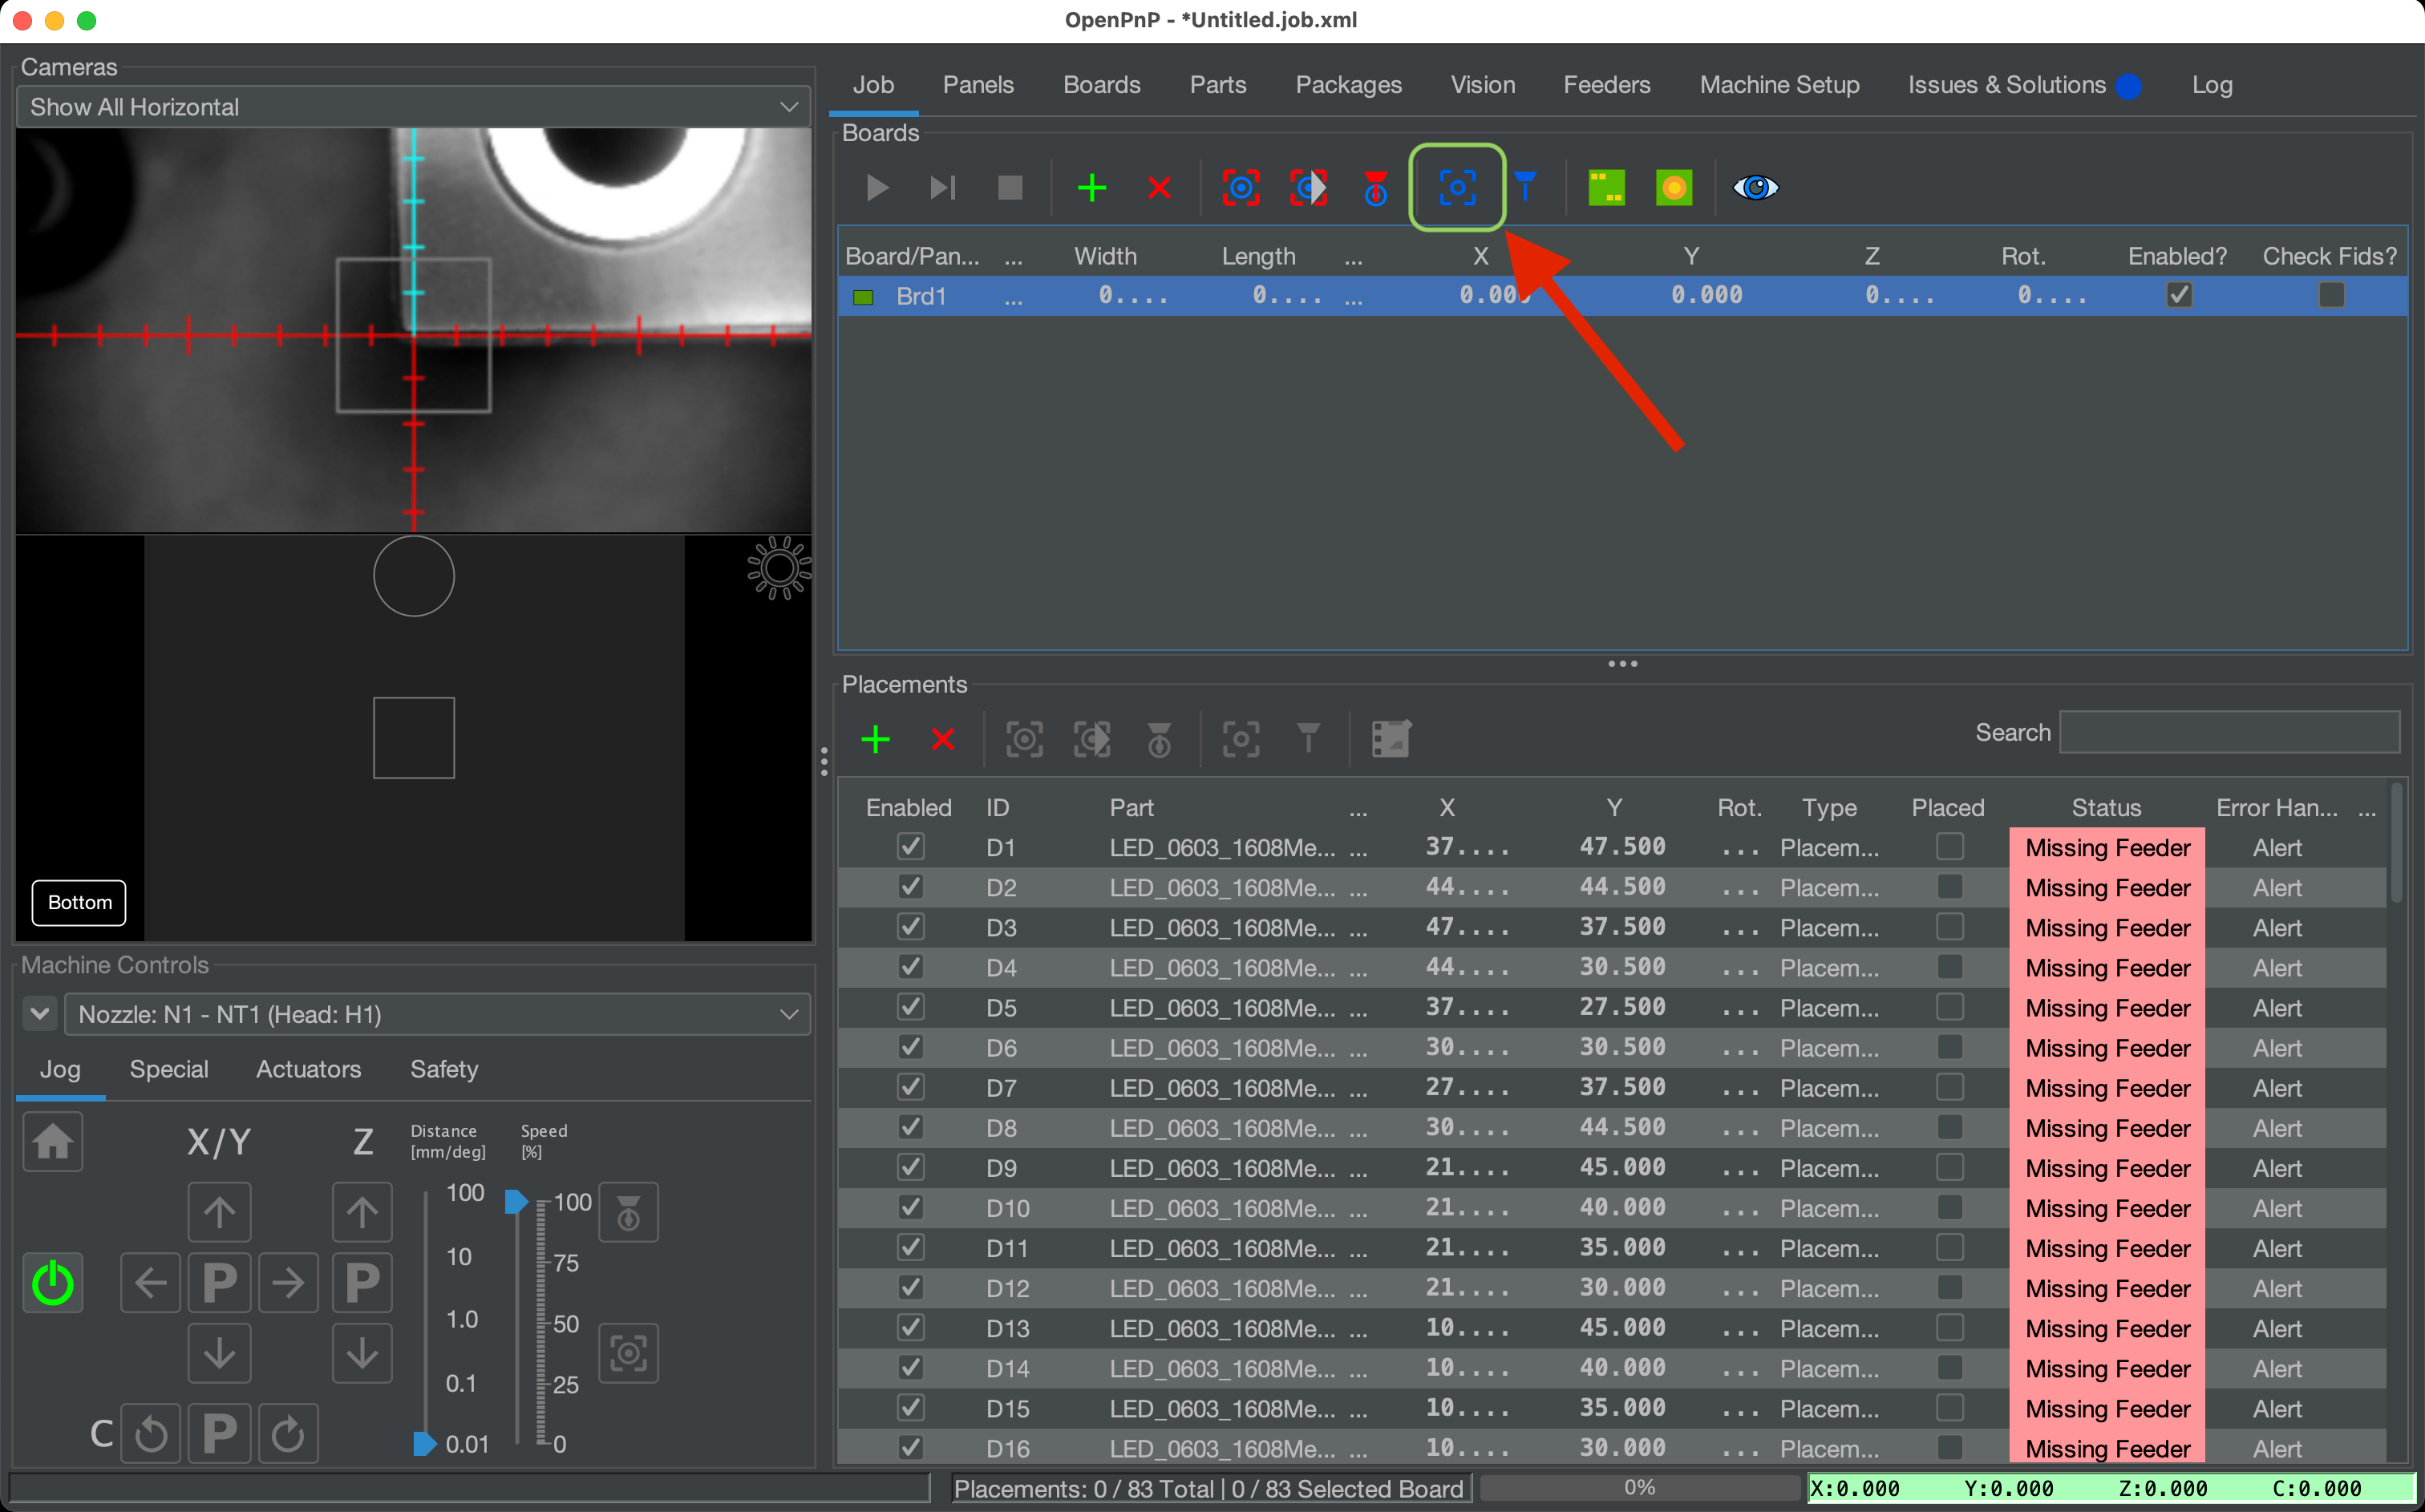 OpenPnP - *Untitled.job.xml
Cameras
Show All Horizontal
Bottom
Machine Controls
Nozzle: N1 - NT1 (Head: H1)
Jog Special Actuators Safety
X/Y Z Distance [mm/deg] Speed [%]
100 100
10 75
1.0 50
0.1 25
0.01 0
P P
C P
Job Panels Boards Parts Packages Vision Feeders Machine Setup Issues & Solutions Log
Boards
Board/Pan... ... Width Length ... X Y Z Rot. Enabled? Check Fids?
Brd1 ... 0.... 0.... ... 0.000 0.000 0.... 0....
Placements
Search
Enabled ID Part ... X Y Rot. Type Placed Status Error Han... ...
D1 LED_0603_1608Me... ... 37.... 47.500 ... Placem... Missing Feeder Alert
D2 LED_0603_1608Me... ... 44.... 44.500 ... Placem... Missing Feeder Alert
D3 LED_0603_1608Me... ... 47.... 37.500 ... Placem... Missing Feeder Alert
D4 LED_0603_1608Me... ... 44.... 30.500 ... Placem... Missing Feeder Alert
D5 LED_0603_1608Me... ... 37.... 27.500 ... Placem... Missing Feeder Alert
D6 LED_0603_1608Me... ... 30.... 30.500 ... Placem... Missing Feeder Alert
D7 LED_0603_1608Me... ... 27.... 37.500 ... Placem... Missing Feeder Alert
D8 LED_0603_1608Me... ... 30.... 44.500 ... Placem... Missing Feeder Alert
D9 LED_0603_1608Me... ... 21.... 45.000 ... Placem... Missing Feeder Alert
D10 LED_0603_1608Me... ... 21.... 40.000 ... Placem... Missing Feeder Alert
D11 LED_0603_1608Me... ... 21.... 35.000 ... Placem... Missing Feeder Alert
D12 LED_0603_1608Me... ... 21.... 30.000 ... Placem... Missing Feeder Alert
D13 LED_0603_1608Me... ... 10.... 45.000 ... Placem... Missing Feeder Alert
D14 LED_0603_1608Me... ... 10.... 40.000 ... Placem... Missing Feeder Alert
D15 LED_0603_1608Me... ... 10.... 35.000 ... Placem... Missing Feeder Alert
D16 LED_0603_1608Me... ... 10.... 30.000 ... Placem... Missing Feeder Alert
Placements: 0 / 83 Total | 0 / 83 Selected Board 0% X:0.000 Y:0.000 Z:0.000 C:0.000